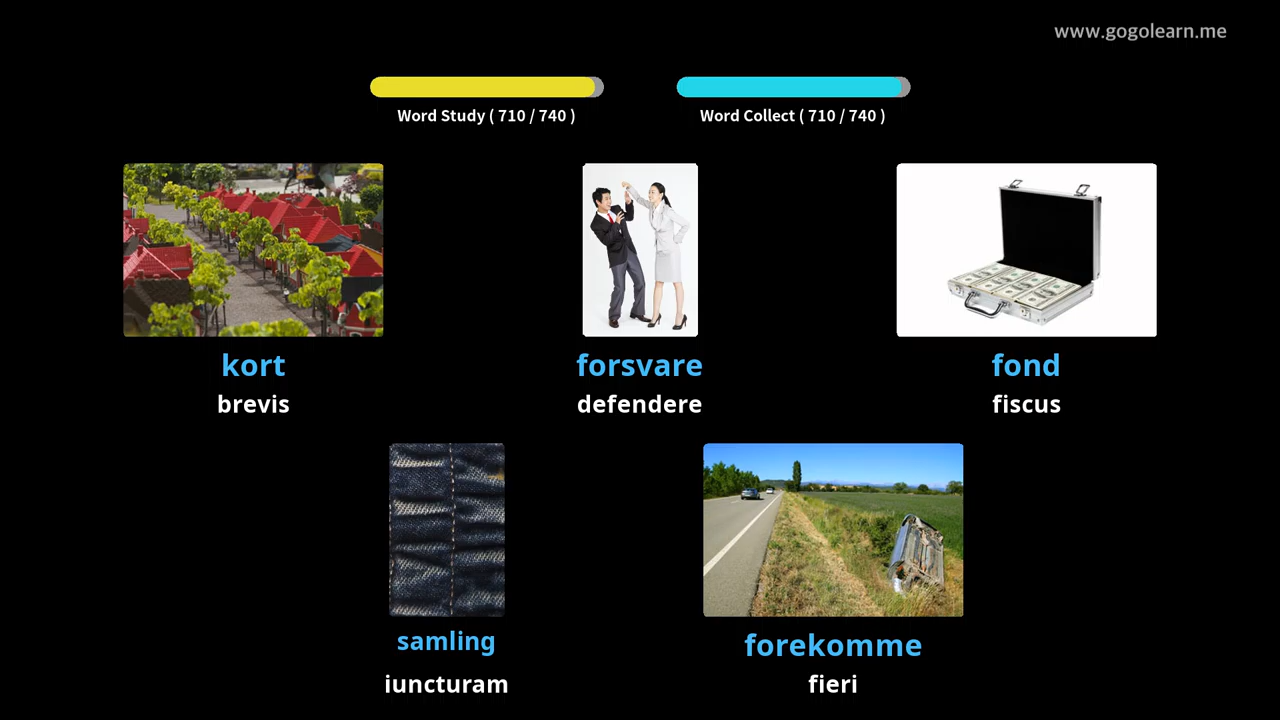 www.gogolearn.me
Word Study ( 710 / 740 )
Word Collect ( 710 / 740 )
kort
brevis
forsvare
defendere
fond
fiscus
samling
iuncturam
forekomme
fieri